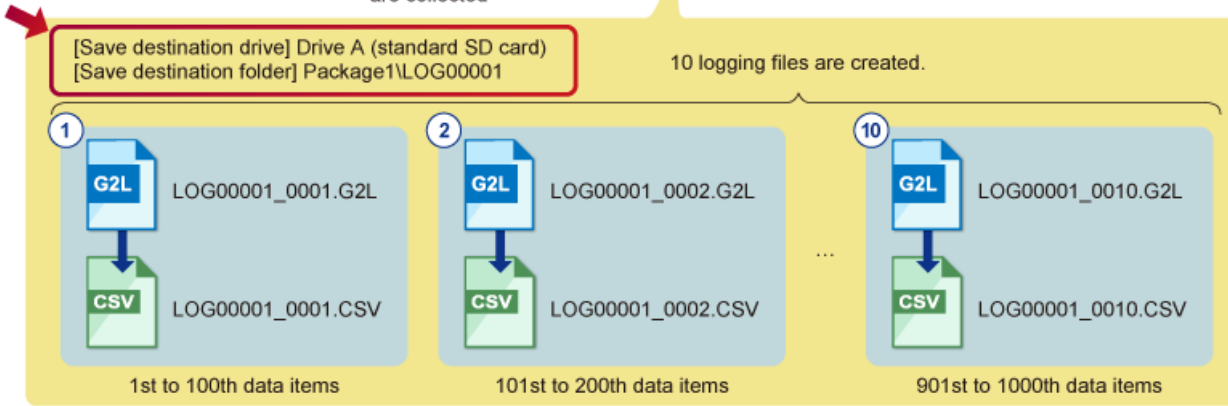 are collected
[Save destination drive] Drive A (standard SD card)
[Save destination folder] Package1\LOG00001
10 logging files are created.
1
G2L
LOG00001_0001.G2L
CSV
LOG00001_0001.CSV
1st to 100th data items
2
G2L
LOG00001_0002.G2L
CSV
LOG00001_0002.CSV
101st to 200th data items
…
10
G2L
LOG00001_0010.G2L
CSV
LOG00001_0010.CSV
901st to 1000th data items